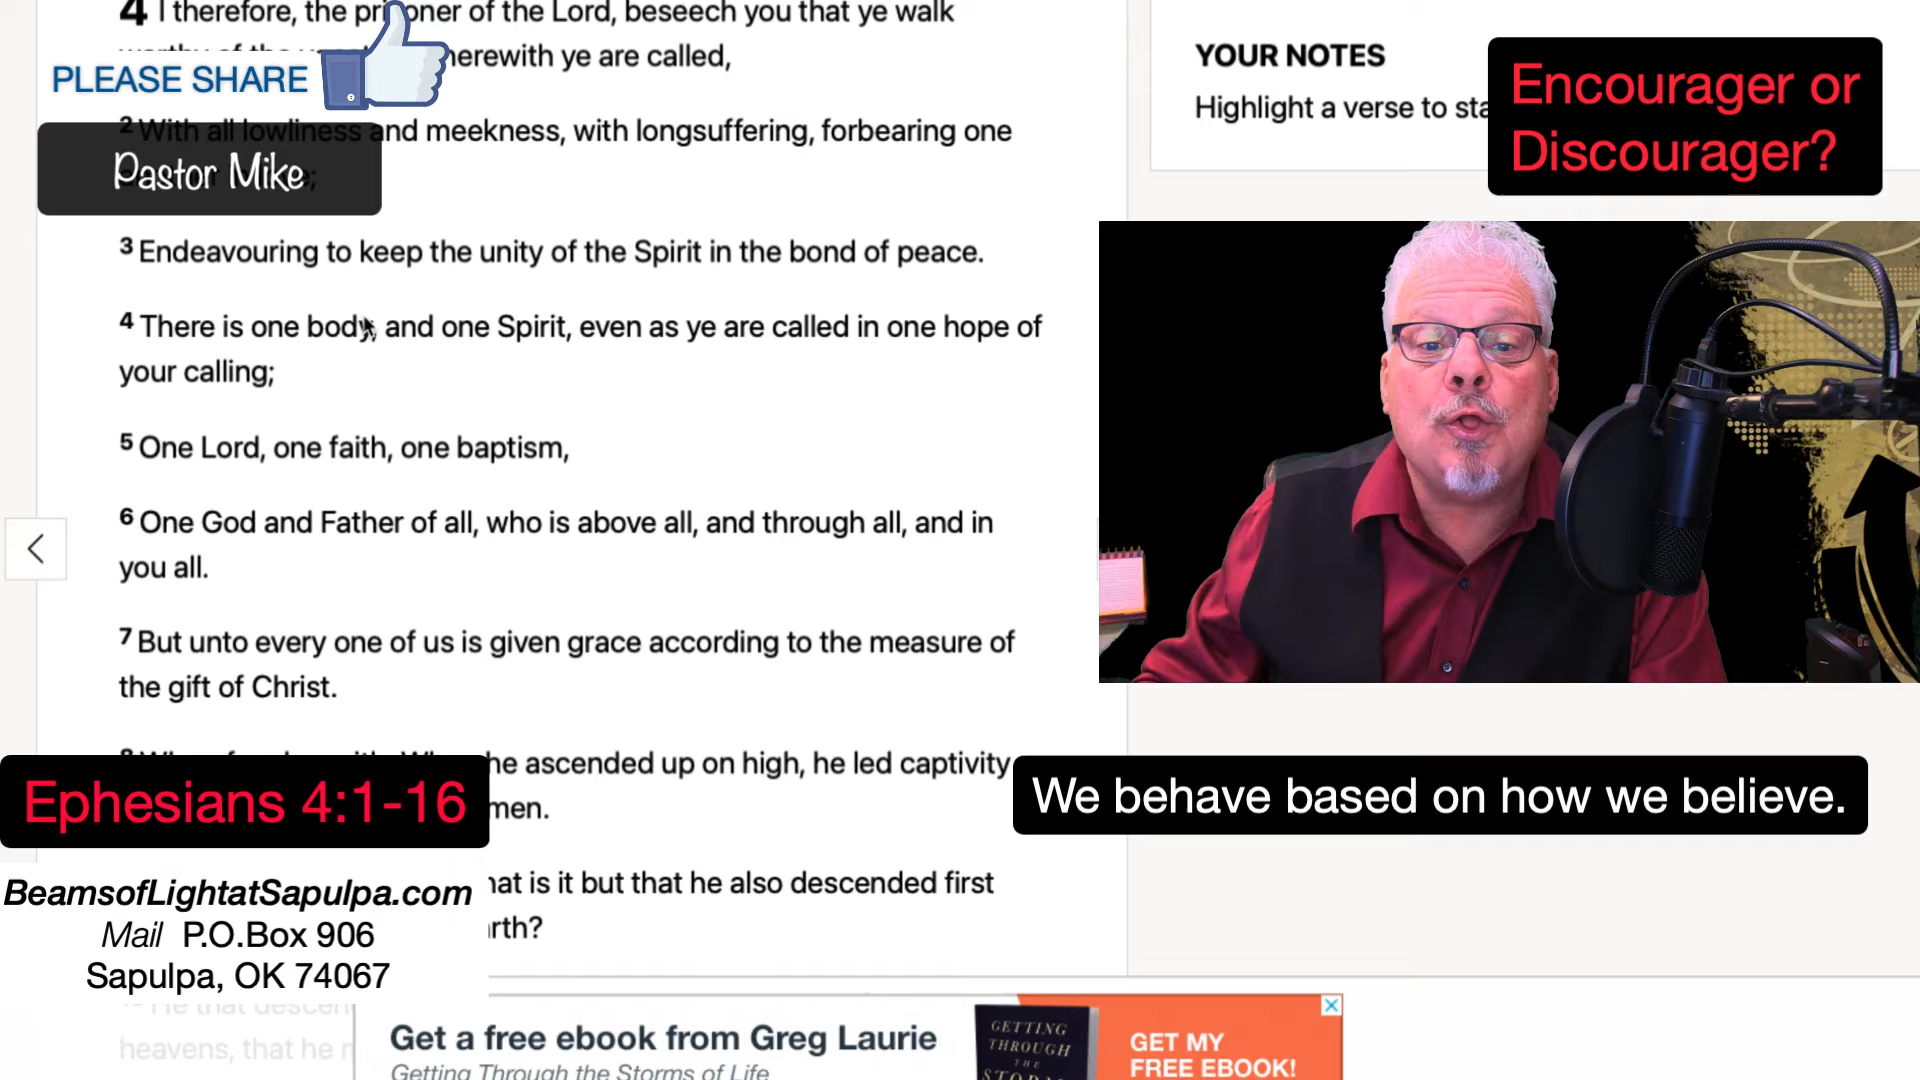 4 I therefore, the prisoner of the Lord, beseech you that ye walk
herewith ye are called,
PLEASE SHARE
2 With all lowliness and meekness, with longsuffering, forbearing one
Pastor Mike
3 Endeavouring to keep the unity of the Spirit in the bond of peace.
4 There is one body, and one Spirit, even as ye are called in one hope of
your calling;
5 One Lord, one faith, one baptism,
6 One God and Father of all, who is above all, and through all, and in
you all.
7 But unto every one of us is given grace according to the measure of
the gift of Christ.
he ascended up on high, he led captivity
men.
Ephesians 4:1-16
hat is it but that he also descended first
rth?
BeamsofLightatSapulpa.com
Mail P.O.Box 906
Sapulpa, OK 74067
He that descen
heavens, that he
YOUR NOTES
Highlight a verse to sta
Encourager or
Discourager?
We behave based on how we believe.
Get a free ebook from Greg Laurie
Getting Through the Storms of Life
GETTING
THROUGH
THE
STORM
GET MY
FREE EBOOK!